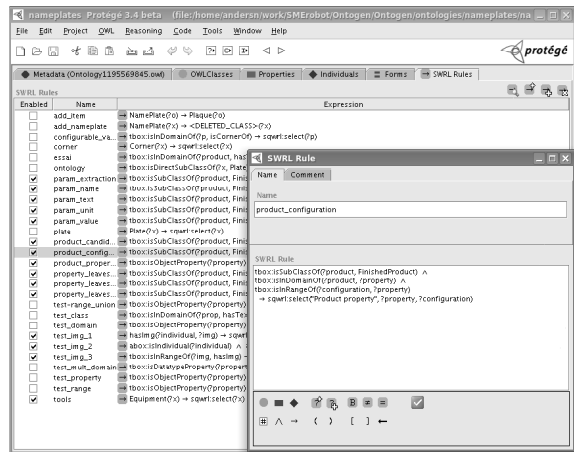 nameplates Protégé 3.4 beta (file:/home/andersn/SMErobot/Ontogen/Ontogen/ontologies/nameplates/na
File Edit Project OWL Reasoning Code Tools Window Help
protégé
Metadata (Ontology1195569845.owl) OWLClasses Properties Individuals Forms SWRL Rules
SWRL Rules
Enabled Name Expression
add_item NamePlate(?o) → Plaque(?o)
add_nameplate NamePlate(?x) → <DELETED_CLASS>(?x)
configurable_va... tbox:isInDomainOf(?p, isCornerOf) → sqwrl:select(?p)
corner Corner(?x) → sqwrl:select(?x)
essai tbox:isInDomainOf(?product, has
ontology tbox:isDirectSubClassOf(?x, Plate
param_extraction tbox:isSubClassOf(?product, Finis
param_name tbox:isSubClassOf(?product, Finis
param_text tbox:isSubClassOf(?product, Finis
param_unit tbox:isSubClassOf(?product, Finis
param_value tbox:isSubClassOf(?product, Finis
plate Plate(?x) → sqwrl:select(?x)
product_candid... tbox:isSubClassOf(?product, Finis
product_config... tbox:isSubClassOf(?product, Finis
product_proper... tbox:isObjectProperty(?property)
property_leaves... tbox:isSubClassOf(?product, Finis
property_leaves... tbox:isSubClassOf(?product, Finis
property_leaves... tbox:isSubClassOf(?product, Finis
test-range_union tbox:isObjectProperty(?property)
test_class tbox:isInDomainOf(?prop, hasTex
test_domain tbox:isObjectProperty(?property)
test_img_1 hasImg(?individual, ?img) → sqwrl
test_img_2 abox:isIndividual(?individual) ∧
test_img_3 tbox:isInRangeOf(?img, hasImg) →
test_mult_domain tbox:isDatatypeProperty(?propert
test_property tbox:isObjectProperty(?property)
test_range tbox:isObjectProperty(?property)
tools Equipment(?x) → sqwrl:select(?x)
SWRL Rule
Name Comment
Name
product_configuration
SWRL Rule
tbox:isSubClassOf(?product, FinishedProduct) ∧
tbox:isInDomainOf(?product, ?property) ∧
tbox:isInRangeOf(?configuration, ?property)
→ sqwrl:select("Product property", ?property, ?configuration)
B ≠ =
# ∧ → ( ) [ ] ←